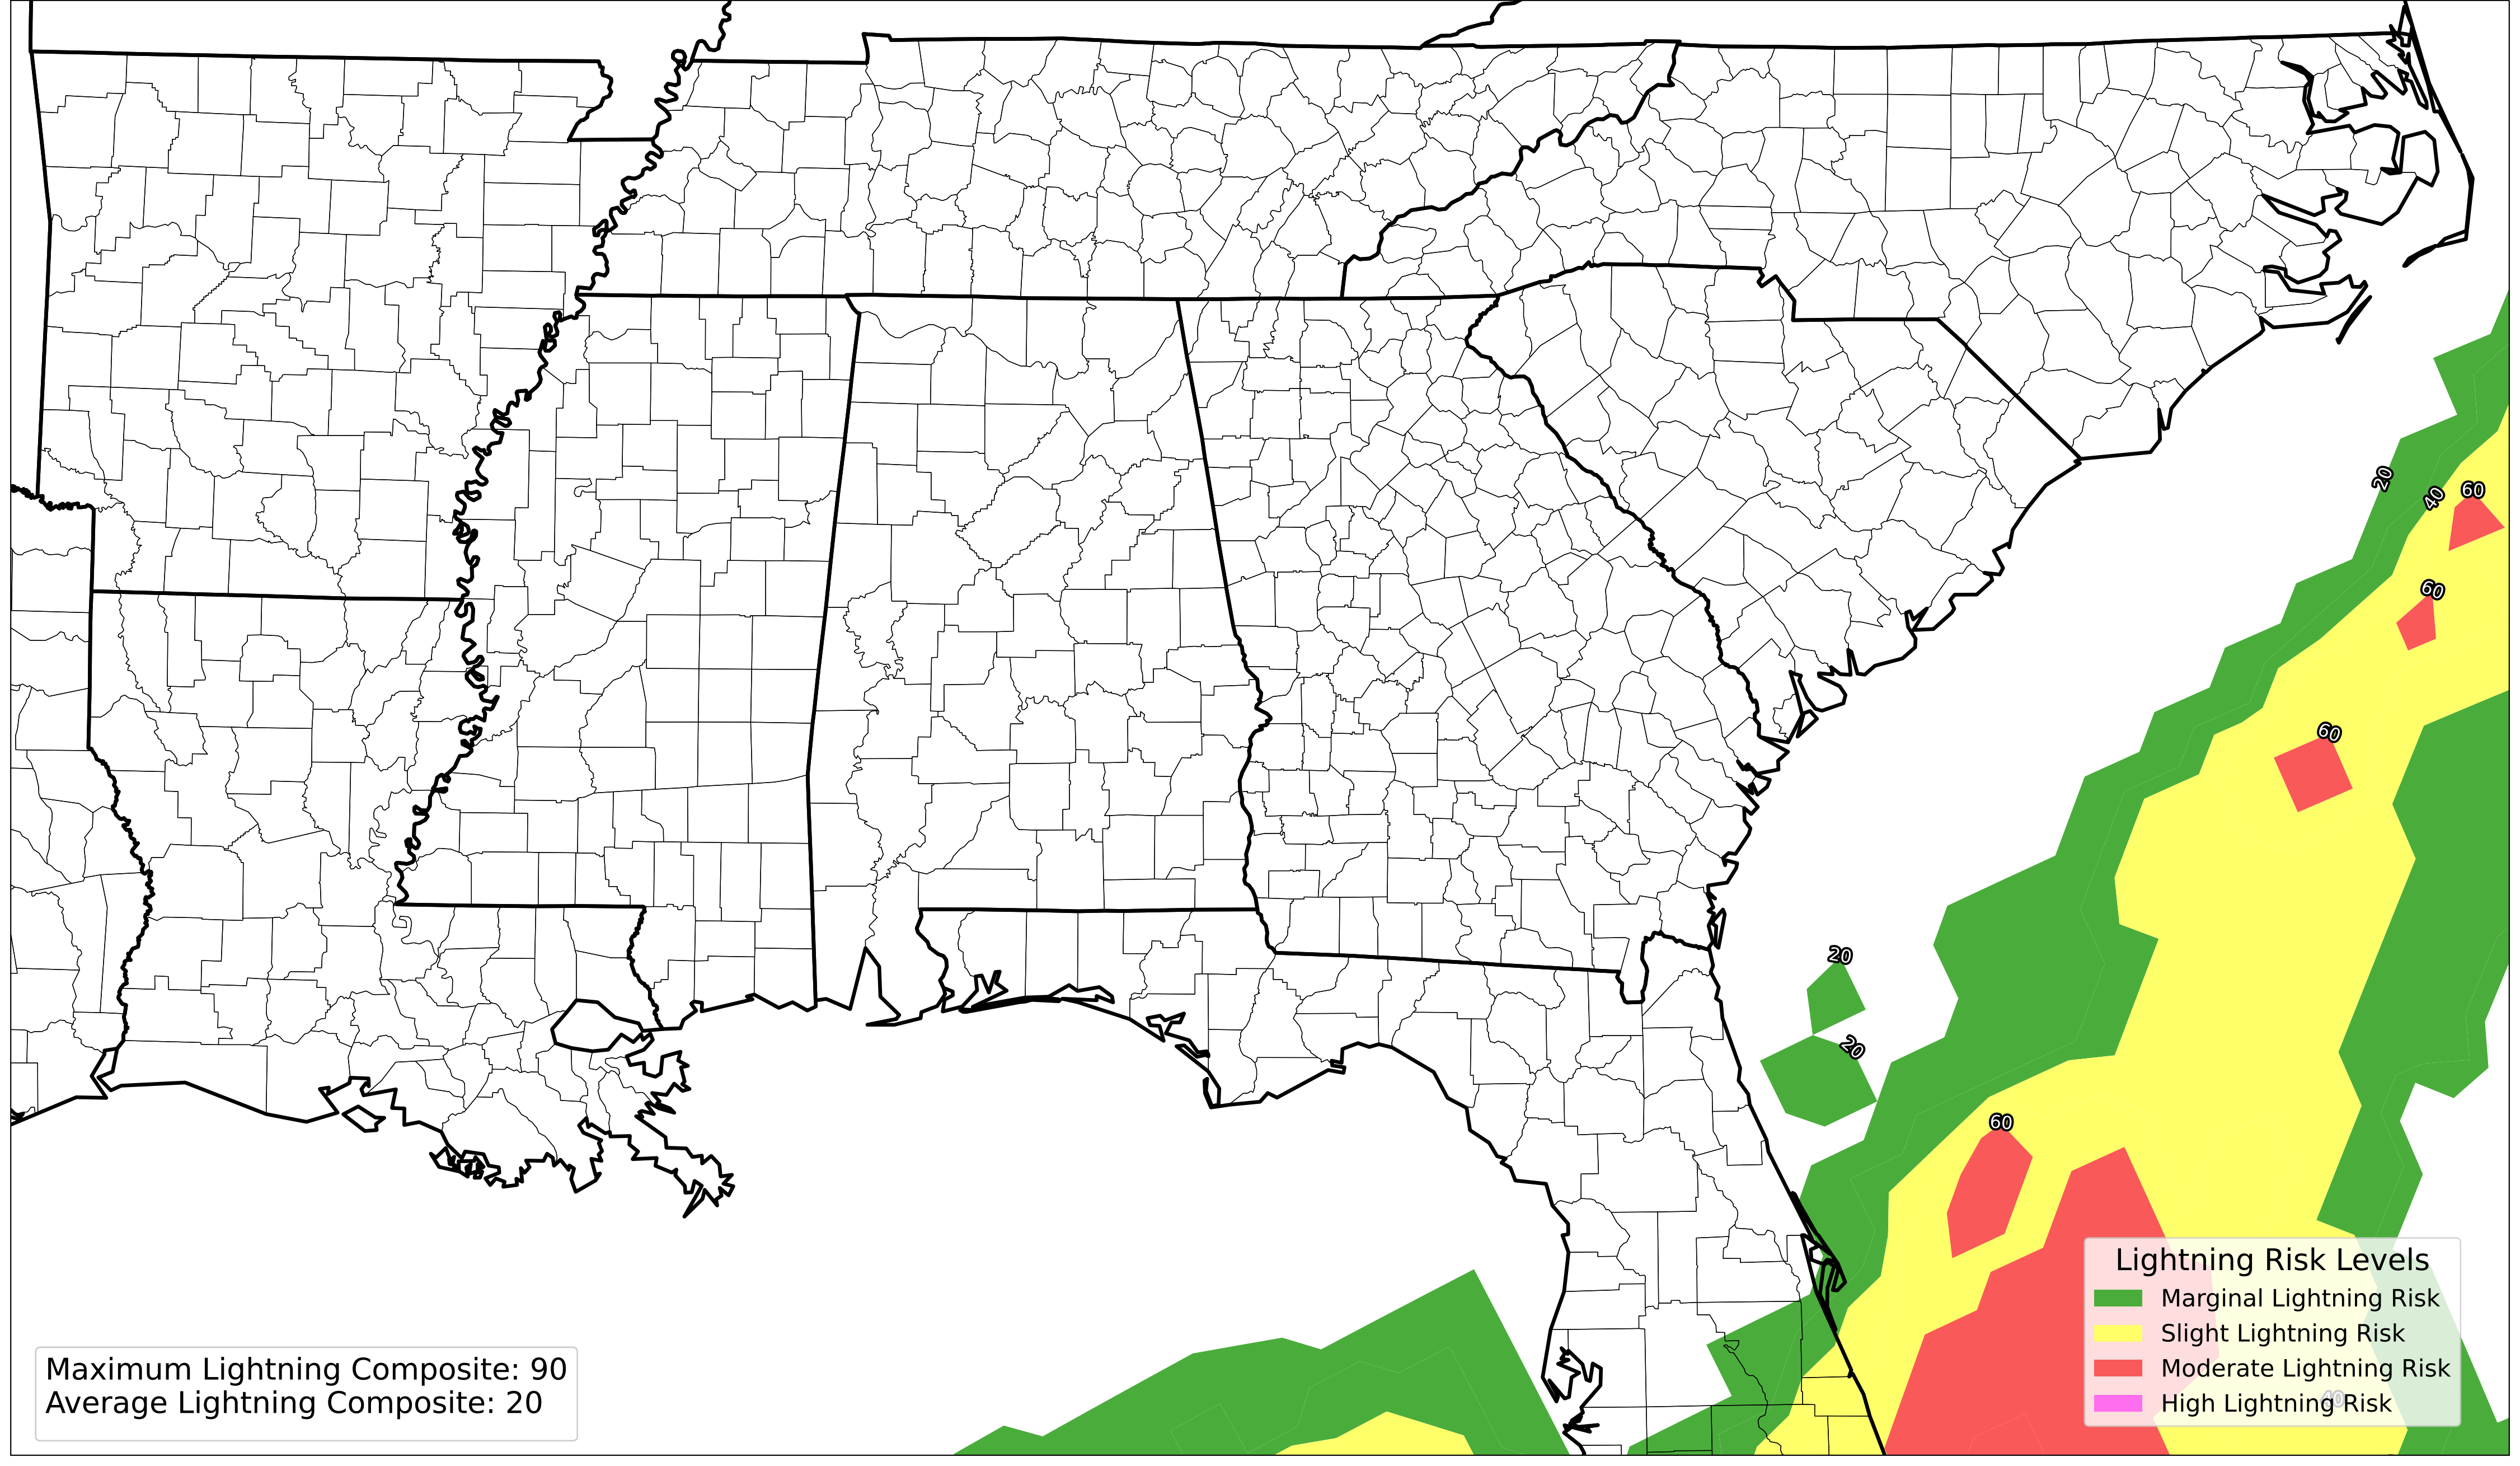 20
40
60
60
60
20
20
60
Lightning Risk Levels
Marginal Lightning Risk
Slight Lightning Risk
Moderate Lightning Risk
High Lightning Risk
40
Maximum Lightning Composite: 90
Average Lightning Composite: 20